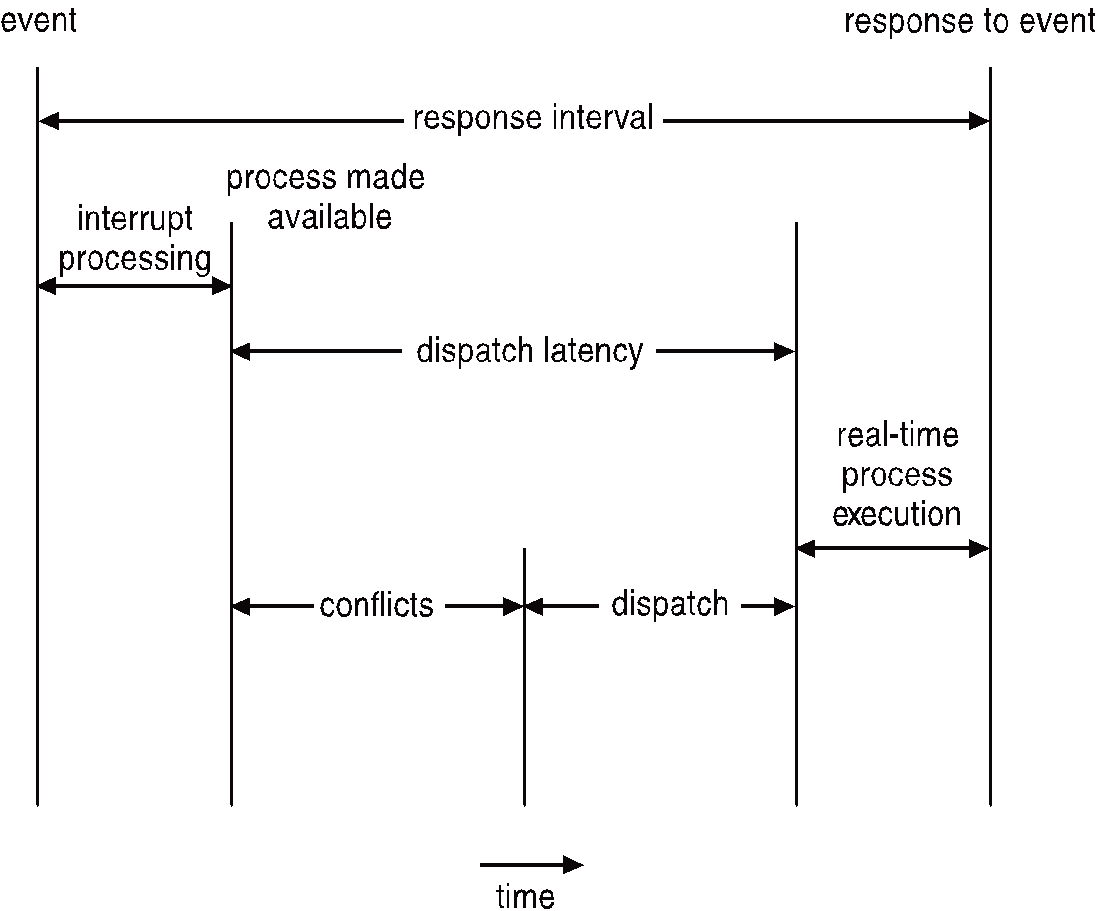 event
response to event
response interval
process made
available
interrupt
processing
dispatch latency
real-time
process
execution
conflicts
dispatch
time